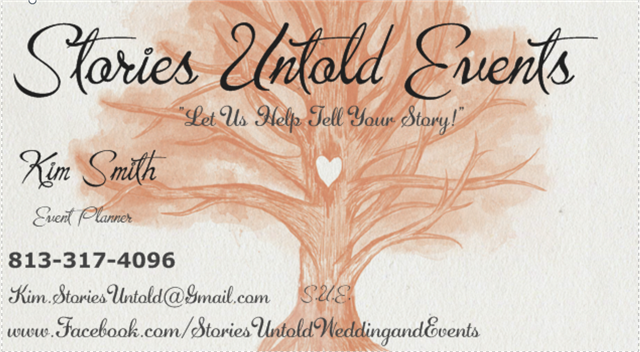 Stories Untold Events
"Let Us Help Tell Your Story!"
Kim Smith
Event Planner
813-317-4096
Kim.StoriesUntold@Gmail.com S.U.E.
www.Facebook.com/StoriesUntoldWeddingandEvents